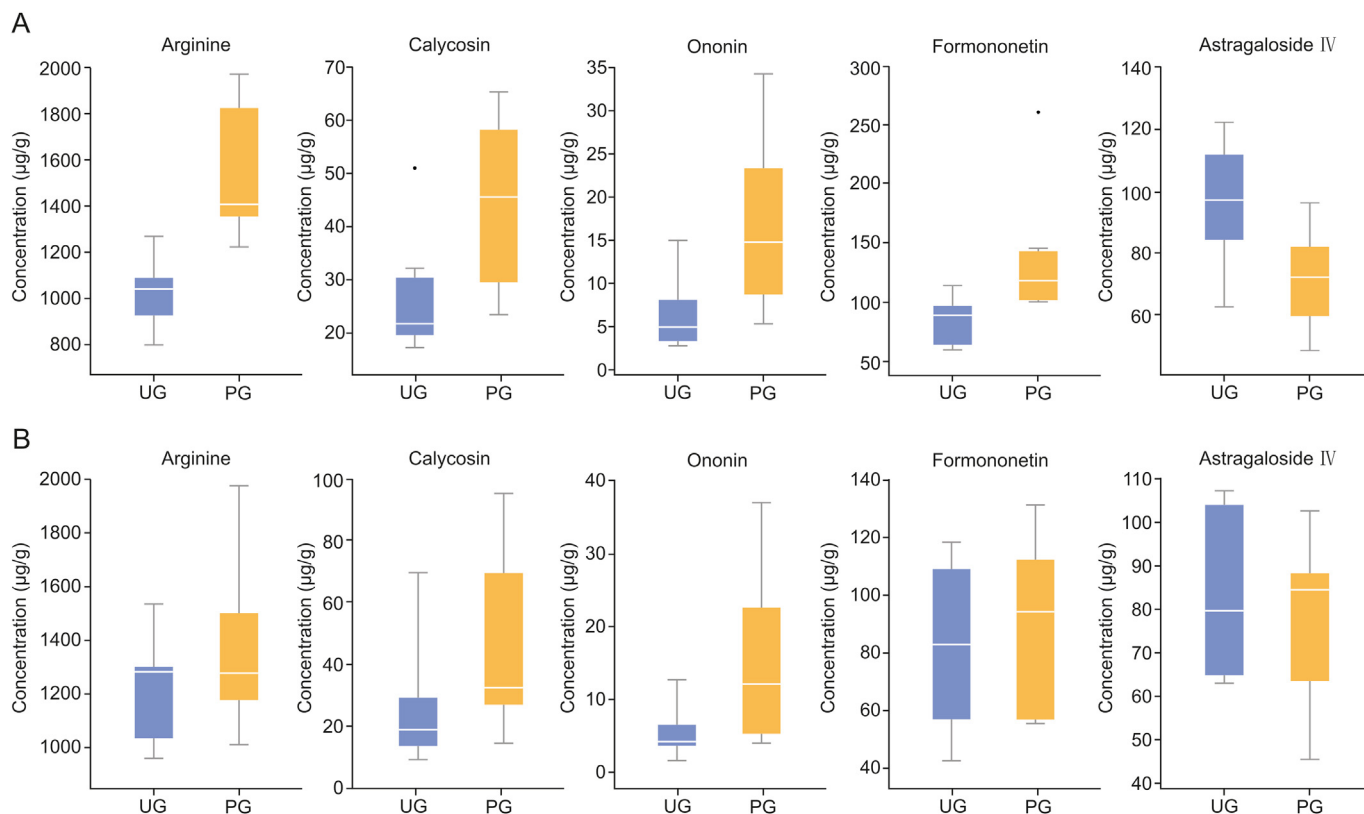 A
Arginine
Concentration (μg/g)
2000
1800
1600
1400
1200
1000
800
UG PG
Calycosin
Concentration (μg/g)
70
60
50
40
30
20
10
UG PG
Ononin
Concentration (μg/g)
35
30
25
20
15
10
5
0
UG PG
Formononetin
Concentration (μg/g)
300
250
200
150
100
50
UG PG
Astragaloside Ⅳ
Concentration (μg/g)
140
120
100
80
60
UG PG
B
Arginine
Concentration (μg/g)
2000
1800
1600
1400
1200
1000
UG PG
Calycosin
Concentration (μg/g)
100
80
60
40
20
0
UG PG
Ononin
Concentration (μg/g)
40
30
20
10
0
UG PG
Formononetin
Concentration (μg/g)
140
120
100
80
60
40
UG PG
Astragaloside Ⅳ
Concentration (μg/g)
110
100
90
80
70
60
50
40
UG PG